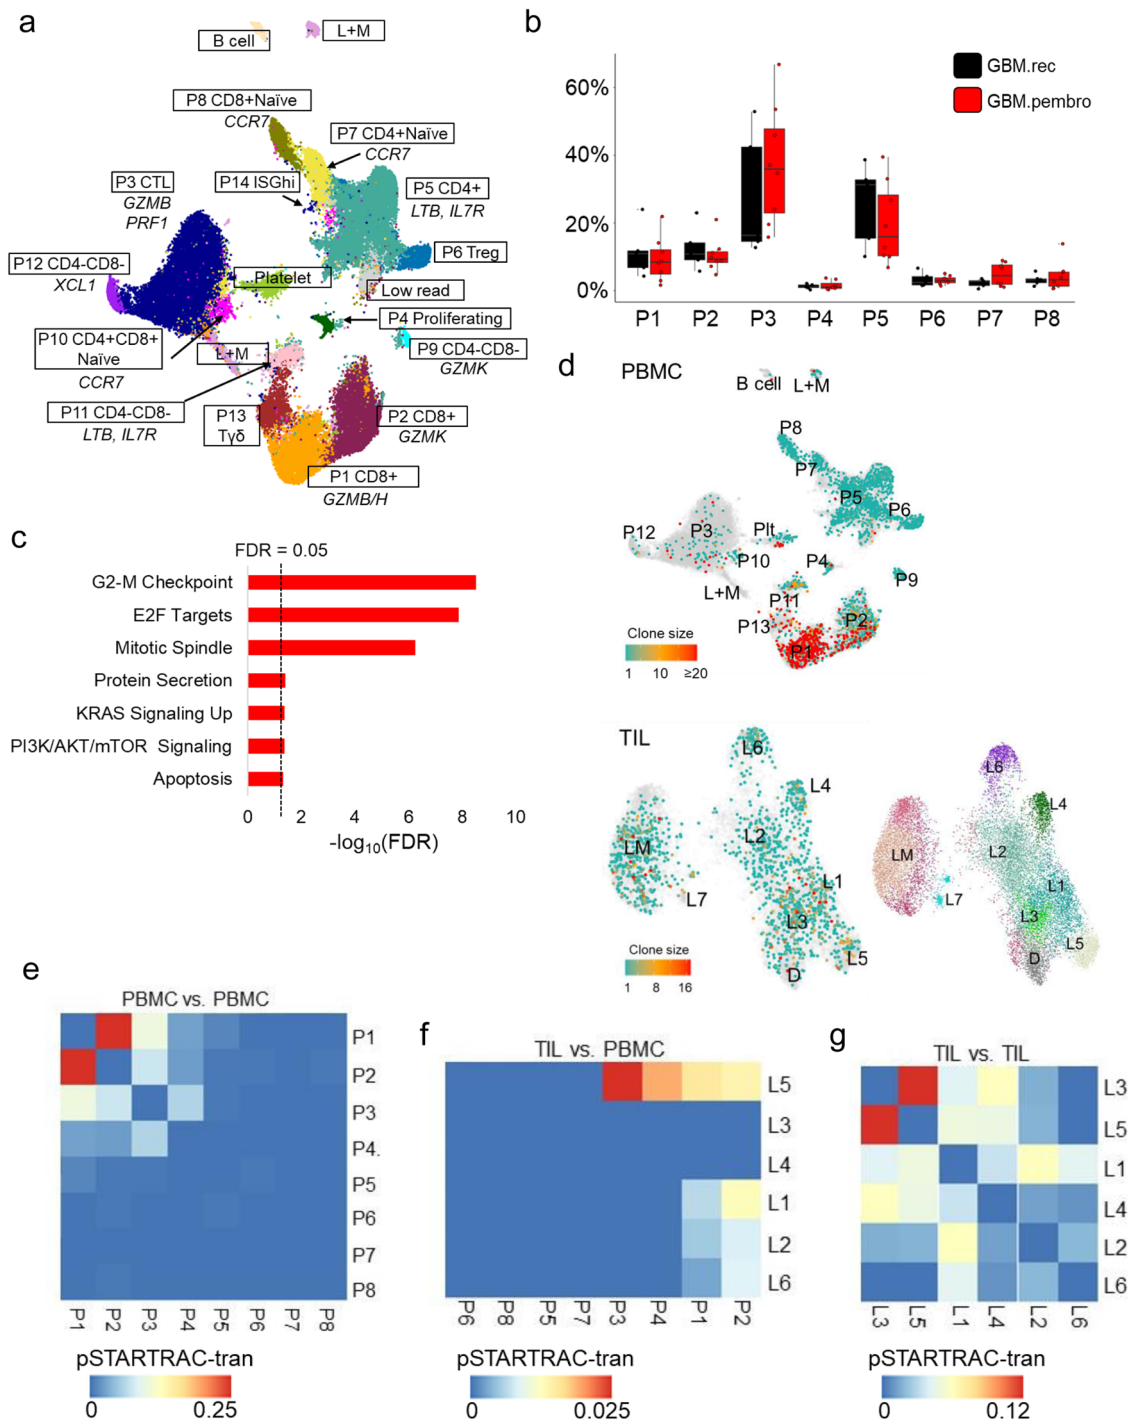 a
B cell
L+M
P8 CD8+Naïve
CCR7
P7 CD4+Naïve
CCR7
P14 ISGhi
P3 CTL
GZMB
PRF1
P5 CD4+
LTB, IL7R
P6 Treg
P12 CD4-CD8-
XCL1
Platelet
Low read
P4 Proliferating
P10 CD4+CD8+
Naïve
CCR7
L+M
P9 CD4-CD8-
GZMK
P11 CD4-CD8-
LTB, IL7R
P13
Tγδ
P2 CD8+
GZMK
P1 CD8+
GZMB/H
b
60%
40%
20%
0%
GBM.rec
GBM.pembro
P1 P2 P3 P4 P5 P6 P7 P8
c
FDR = 0.05
G2-M Checkpoint
E2F Targets
Mitotic Spindle
Protein Secretion
KRAS Signaling Up
PI3K/AKT/mTOR Signaling
Apoptosis
0 2 4 6 8 10
-log10(FDR)
d
PBMC
B cell
L+M
P8
P7
P5
P6
P12
P3
Plt
P10
P4
P9
L+M
P11
P13
P2
P1
Clone size
1 10 ≥20
TIL
L6
L4
L2
LM
L7
L1
L3
L5
D
Clone size
1 8 16
L6
L4
L2
LM
L1
L7
L3
L5
D
e
PBMC vs. PBMC
P1
P2
P3
P4.
P5
P6
P7
P8
P1 P2 P3 P4 P5 P6 P7 P8
pSTARTRAC-tran
0 0.25
f
TIL vs. PBMC
L5
L3
L4
L1
L2
L6
P6 P8 P5 P7 P3 P4 P1 P2
pSTARTRAC-tran
0 0.025
g
TIL vs. TIL
L3
L5
L1
L4
L2
L6
L3 L5 L1 L4 L2 L6
pSTARTRAC-tran
0 0.12